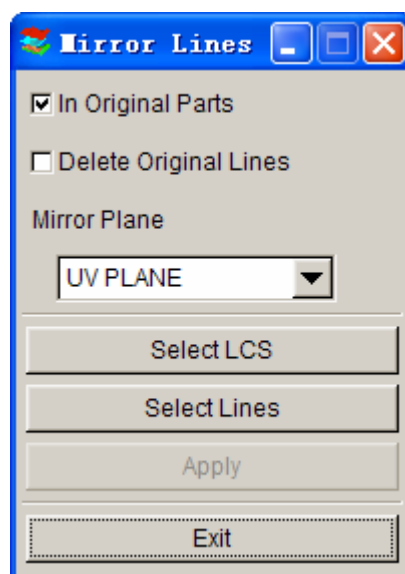 Mirror Lines
In Original Parts
Delete Original Lines
Mirror Plane
UV PLANE
Select LCS
Select Lines
Apply
Exit